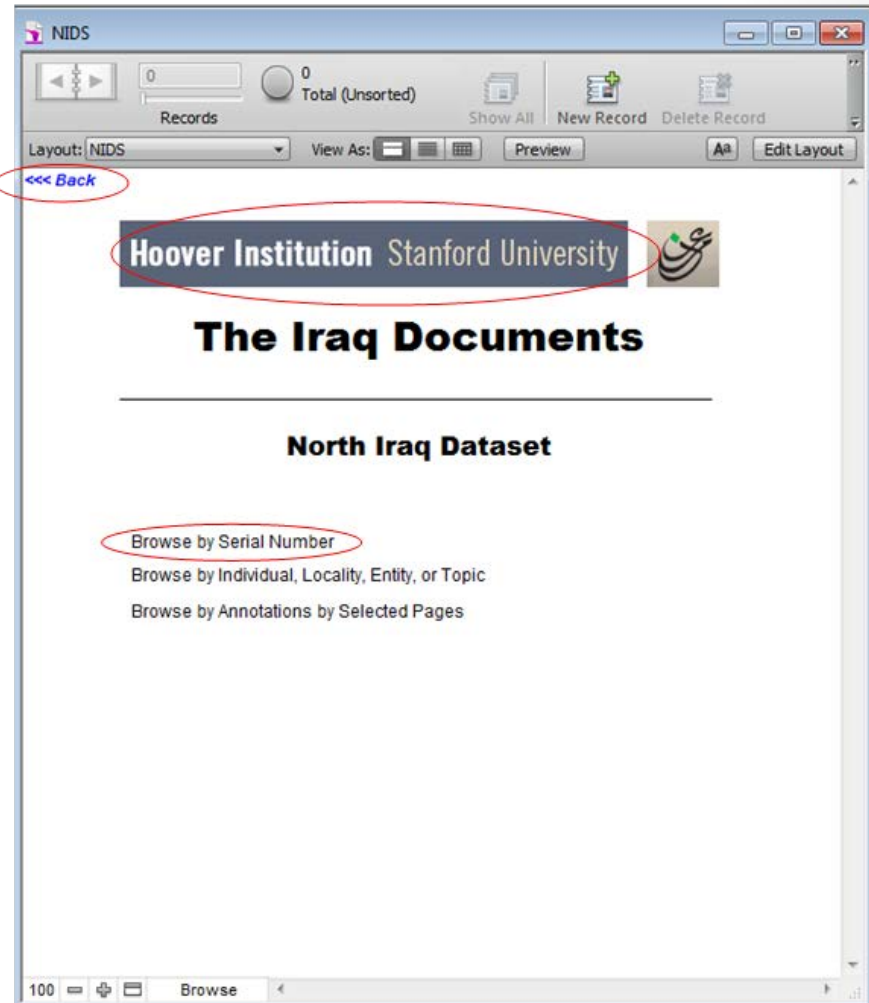 NIDS
0
0
Total (Unsorted)
Records
Show All
New Record
Delete Record
Layout: NIDS
View As:
Preview
Aa
Edit Layout
<<< Back
Hoover Institution Stanford University
The Iraq Documents
North Iraq Dataset
Browse by Serial Number
Browse by Individual, Locality, Entity, or Topic
Browse by Annotations by Selected Pages
100
Browse